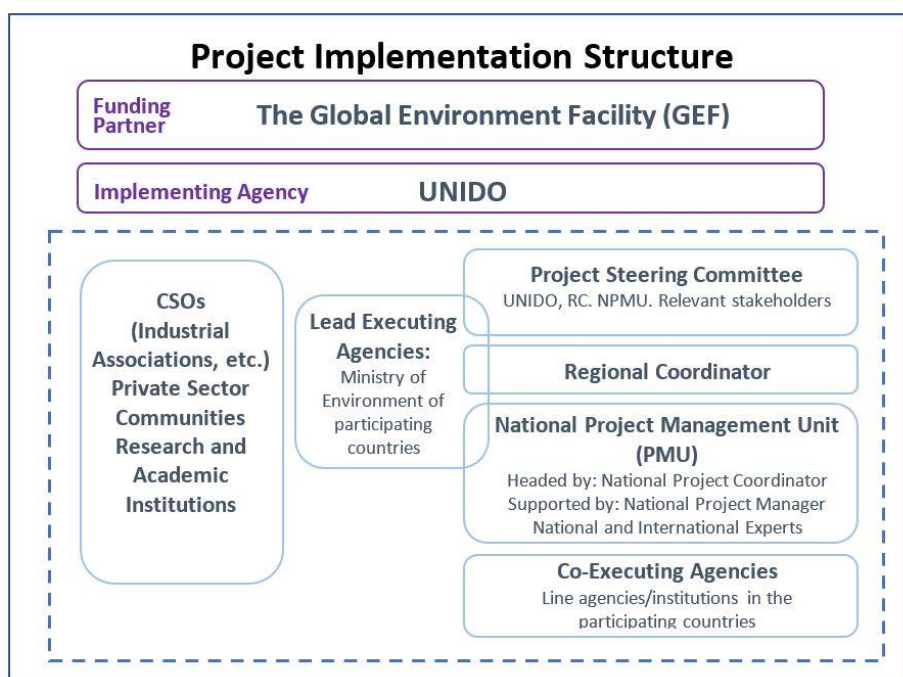 Project Implementation Structure
Funding
Partner
The Global Environment Facility (GEF)
Implementing Agency
UNIDO
CSOs
(Industrial
Associations, etc.)
Private Sector
Communities
Research and
Academic
Institutions
Lead Executing
Agencies:
Ministry of
Environment of
participating
countries
Project Steering Committee
UNIDO, RC. NPMU. Relevant stakeholders
Regional Coordinator
National Project Management Unit
(PMU)
Headed by: National Project Coordinator
Supported by: National Project Manager
National and International Experts
Co-Executing Agencies
Line agencies/institutions in the
participating countries